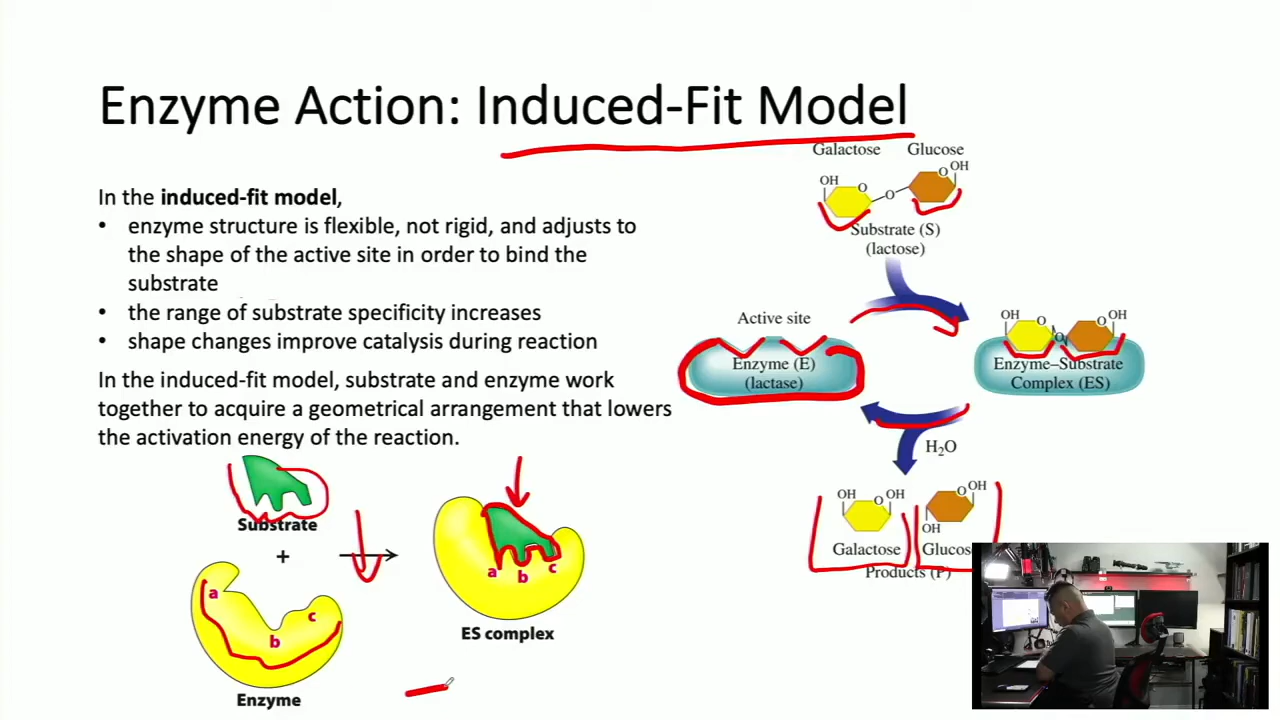 Enzyme Action: Induced-Fit Model
In the induced-fit model,
• enzyme structure is flexible, not rigid, and adjusts to
the shape of the active site in order to bind the
substrate
• the range of substrate specificity increases
• shape changes improve catalysis during reaction
In the induced-fit model, substrate and enzyme work
together to acquire a geometrical arrangement that lowers
the activation energy of the reaction.
Substrate
+
a
b
c
Enzyme
a
b
c
ES complex
Galactose Glucose
OH O O O OH
Substrate (S)
(lactose)
Active site
Enzyme (E)
(lactase)
OH O O O OH
Enzyme–Substrate
Complex (ES)
H₂O
OH O OH
O OH
OH
Galactose
Products (P)